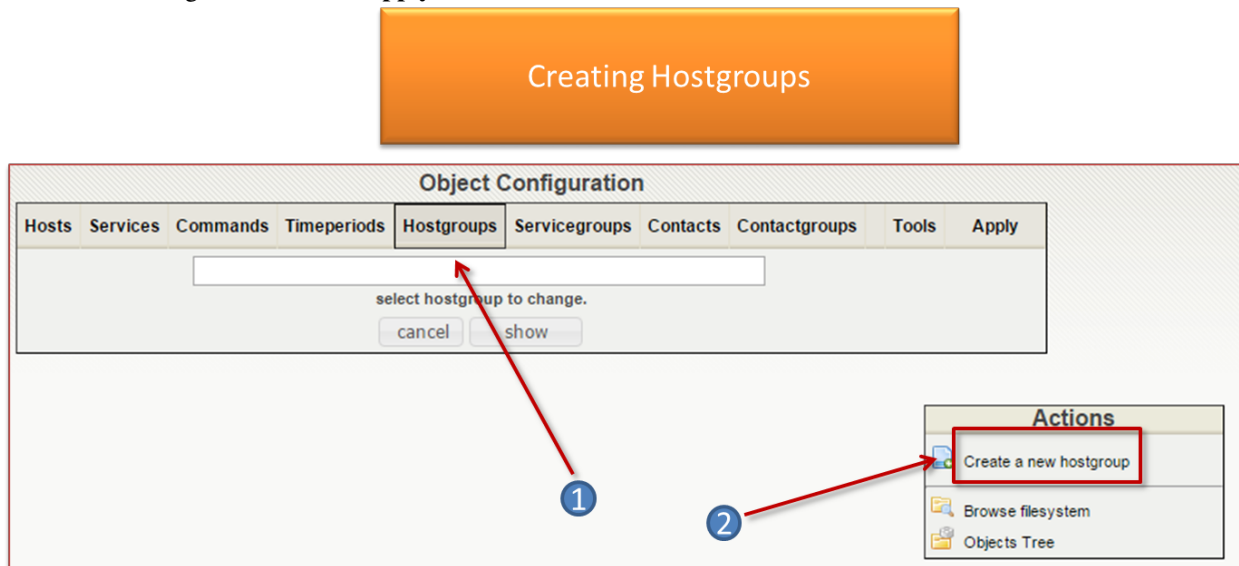 apply
Creating Hostgroups
Object Configuration
Hosts Services Commands Timeperiods Hostgroups Servicegroups Contacts Contactgroups Tools Apply
select hostgroup to change.
cancel show
Actions
Create a new hostgroup
Browse filesystem
Objects Tree
1
2